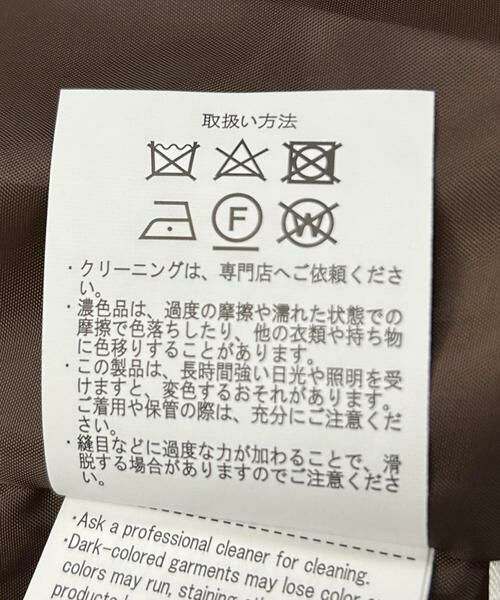 取扱い方法
F W
・クリーニングは、専門店へご依頼くださ
い。
・濃色品は、過度の摩擦や濡れた状態での
摩擦で色落ちしたり、他の衣類や持ち物
に色移りすることがあります。
・この製品は、長時間強い日光や照明を受
けますと、変色するおそれがあります。
ご着用や保管の際は、充分にご注意くだ
さい。
・縫目などに過度な力が加わることで、滑
脱する場合がありますのでご注意くださ
い。
・Ask a professional cleaner for cleaning.
・Dark-colored garments may lose color
colors may run, staining
products